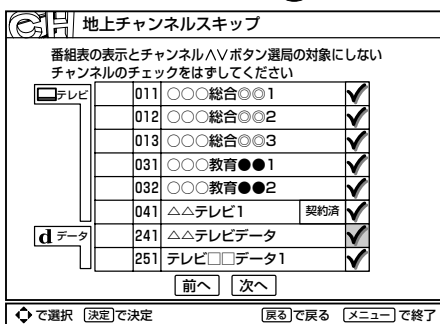 CH 地上チャンネルスキップ
番組表の表示とチャンネル∧∨ボタン選局の対象にしない
チャンネルのチェックをはずしてください
テレビ 011 ○○○総合◎◎1
012 ○○○総合◎◎2
013 ○○○総合◎◎3
031 ○○○教育●●1
032 ○○○教育●●2
041 △△テレビ1 契約済
d データ 241 △△テレビデータ
251 テレビ□□データ1
前へ 次へ
で選択 決定で決定 戻るで戻る メニューで終了